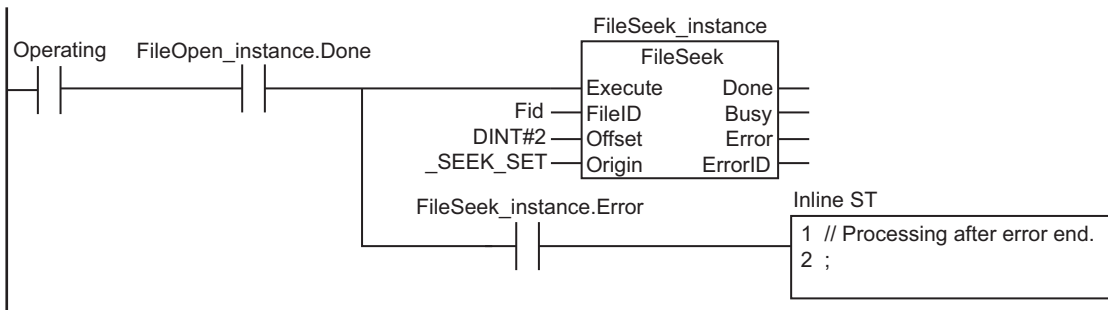 FileSeek_instance
Operating FileOpen_instance.Done FileSeek
Execute Done
Fid FileID Busy
DINT#2 Offset Error
_SEEK_SET Origin ErrorID
FileSeek_instance.Error Inline ST
1 // Processing after error end.
2 ;